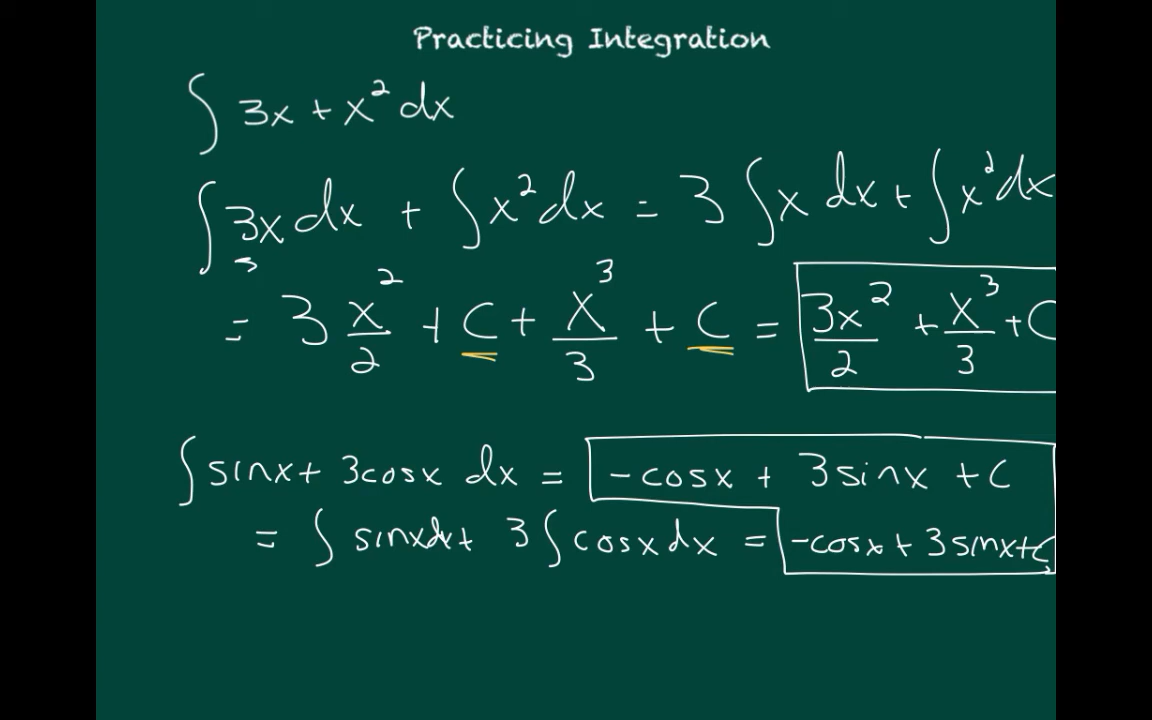 Practicing Integration
∫ 3x + x² dx
∫ 3x dx + ∫ x² dx = 3 ∫ x dx + ∫ x² dx
= 3 x²/2 + C + x³/3 + C = 3x²/2 + x³/3 + C
∫ sinx + 3cosx dx = -cosx + 3sinx + C
= ∫ sinxdx + 3 ∫ cosx dx = -cosx + 3sinx + C